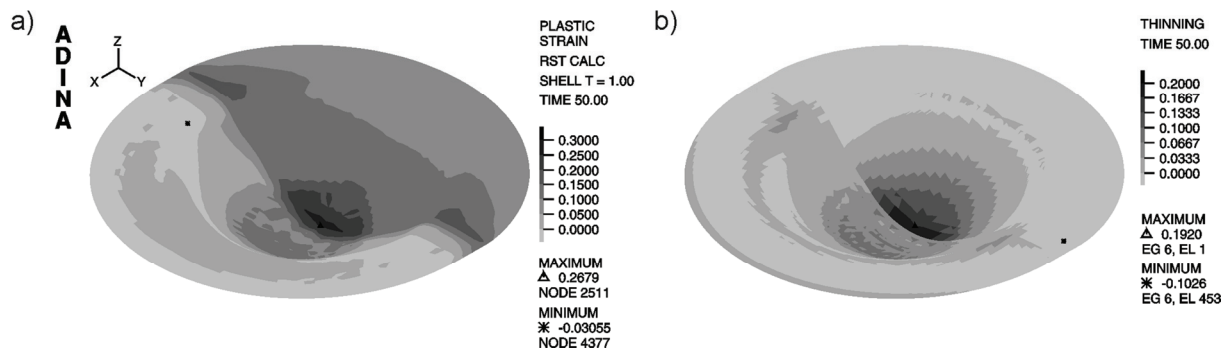 a)
ADINA
Z
X Y
PLASTIC
STRAIN
RST CALC
SHELL T = 1.00
TIME 50.00
0.3000
0.2500
0.2000
0.1500
0.1000
0.0500
0.0000
MAXIMUM
Δ 0.2679
NODE 2511
MINIMUM
✳ -0.03055
NODE 4377
b)
THINNING
TIME 50.00
0.2000
0.1667
0.1333
0.1000
0.0667
0.0333
0.0000
MAXIMUM
Δ 0.1920
EG 6, EL 1
MINIMUM
✳ -0.1026
EG 6, EL 453